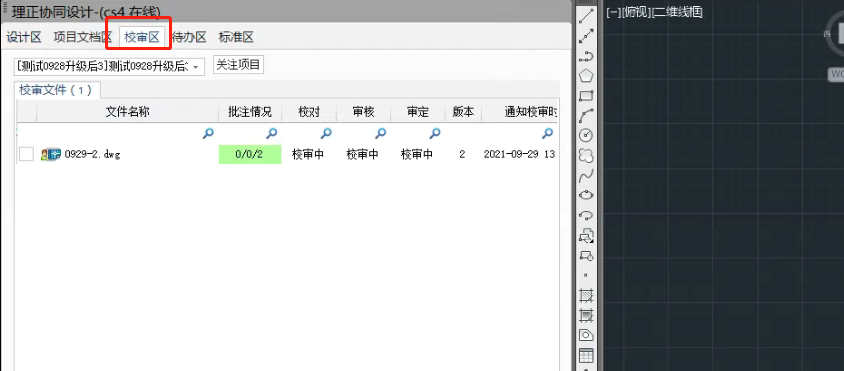 理正协同设计-(cs4 在线)
[−][俯视][二维线框]
设计区 项目文档区 校审区 待办区 标准区
[测试0928升级后3]测试0928升级后: 关注项目
校审文件（1）
文件名称 批注情况 校对 审核 审定 版本 通知校审时
0929-2.dwg 0/0/2 校审中 校审中 校审中 2 2021-09-29 13